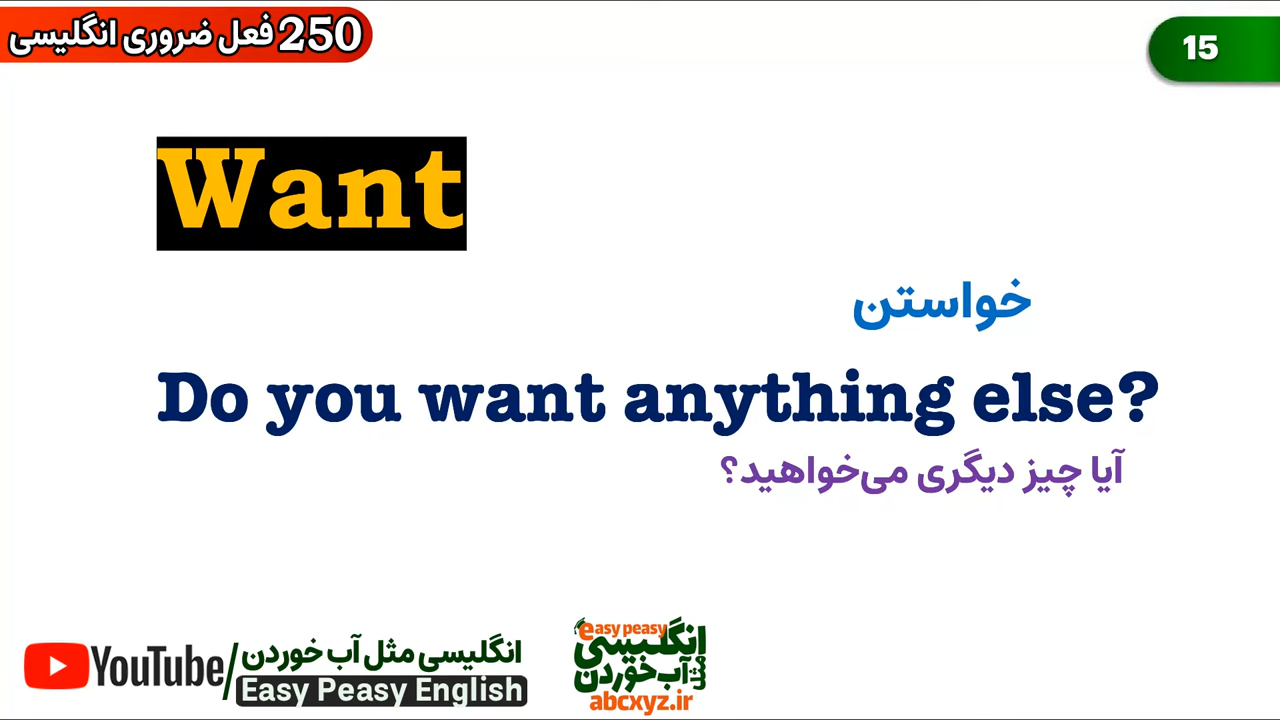 250 فعل ضروری انگلیسی
15
Want
خواستن
Do you want anything else?
آیا چیز دیگری می‌خواهید؟
YouTube/انگلیسی مثل آب خوردن
Easy Peasy English
easy peasy
انگلیسی
مثل آب خوردن
abcxyz.ir